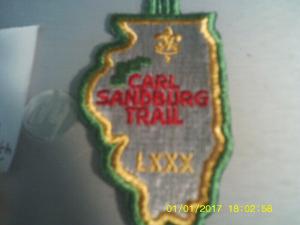 CARL
SANDBURG
TRAIL
LXXX
01/01/2017 18:02:58